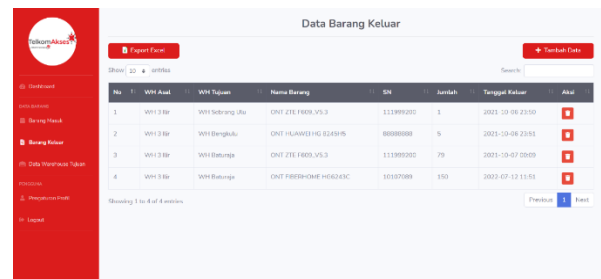 TelkomAkses
Dashboard
DATA BARANG
Barang Masuk
Barang Keluar
Data Warehouse Tujuan
PENGGUNA
Pengaturan Profil
Logout
Data Barang Keluar
Export Excel
Tambah Data
Show 10 entries
Search:
No WH Asal WH Tujuan Nama Barang SN Jumlah Tanggal Keluar Aksi
1 WH 3 Ilir WH Sebrang Ulu ONT ZTE F609_V5.3 111999200 1 2021-10-06 23:50
2 WH 3 Ilir WH Bengkulu ONT HUAWEI HG 8245H5 88888888 5 2021-10-06 23:51
3 WH 3 Ilir WH Baturaja ONT ZTE F609_V5.3 111999200 79 2021-10-07 00:09
4 WH 3 Ilir WH Baturaja ONT FIBERHOME HG6243C 10107089 150 2022-07-12 11:51
Showing 1 to 4 of 4 entries
Previous 1 Next